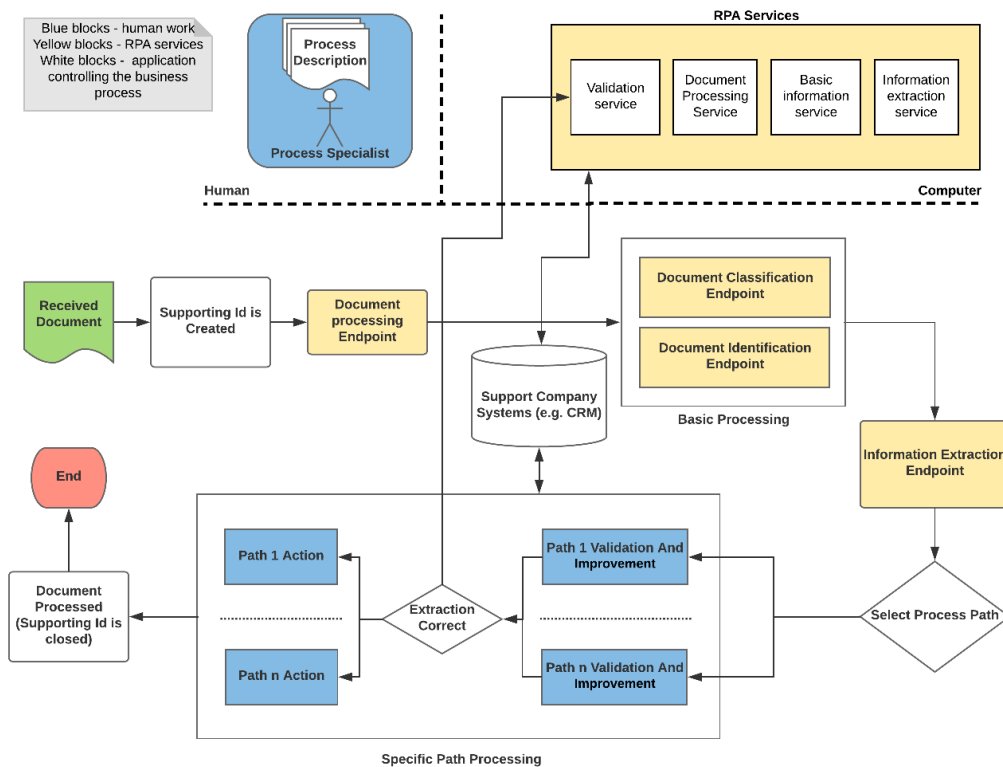 Blue blocks - human work
Yellow blocks - RPA services
White blocks - application
controlling the business
process
Process
Description
Process Specialist
RPA Services
Validation
service
Document
Processing
Service
Basic
information
service
Information
extraction
service
Human
Computer
Received
Document
Supporting Id is
Created
Document
processing
Endpoint
Document Classification
Endpoint
Document Identification
Endpoint
Basic Processing
Support Company
Systems (e.g. CRM)
Information Extraction
Endpoint
End
Path 1 Action
Path 1 Validation And
Improvement
Document
Processed
(Supporting Id is
closed)
Extraction
Correct
Select Process Path
Path n Action
Path n Validation And
Improvement
Specific Path Processing